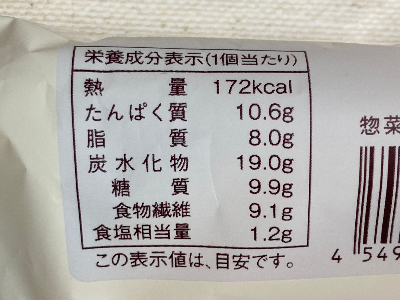 栄養成分表示(1個当たり)
熱量 172kcal
たんぱく質 10.6g
脂質 8.0g
炭水化物 19.0g
糖質 9.9g
食物繊維 9.1g
食塩相当量 1.2g
この表示値は、目安です。
惣菜
4 549